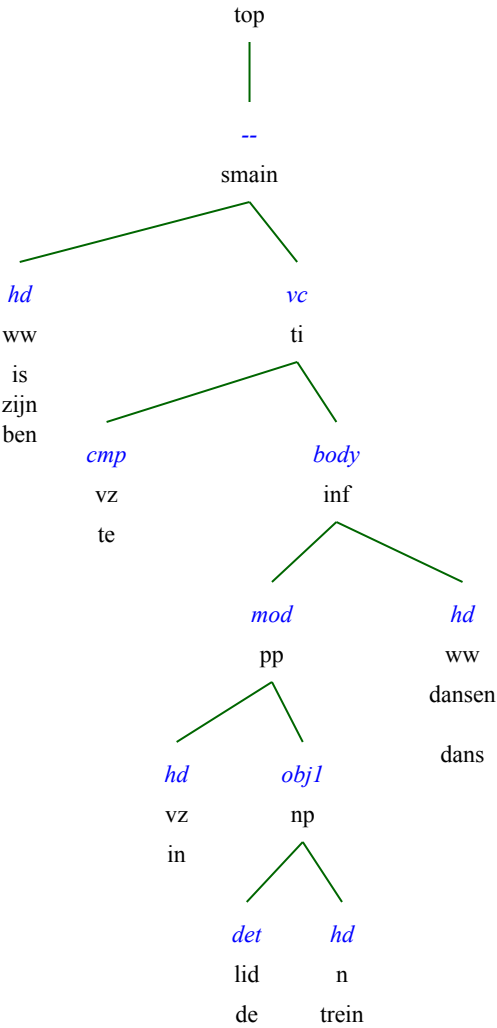 top
--
smain
hd vc
ww ti
is
zijn
ben
cmp body
vz inf
te
mod hd
pp ww
dansen
dans
hd obj1
vz np
in
det hd
lid n
de trein